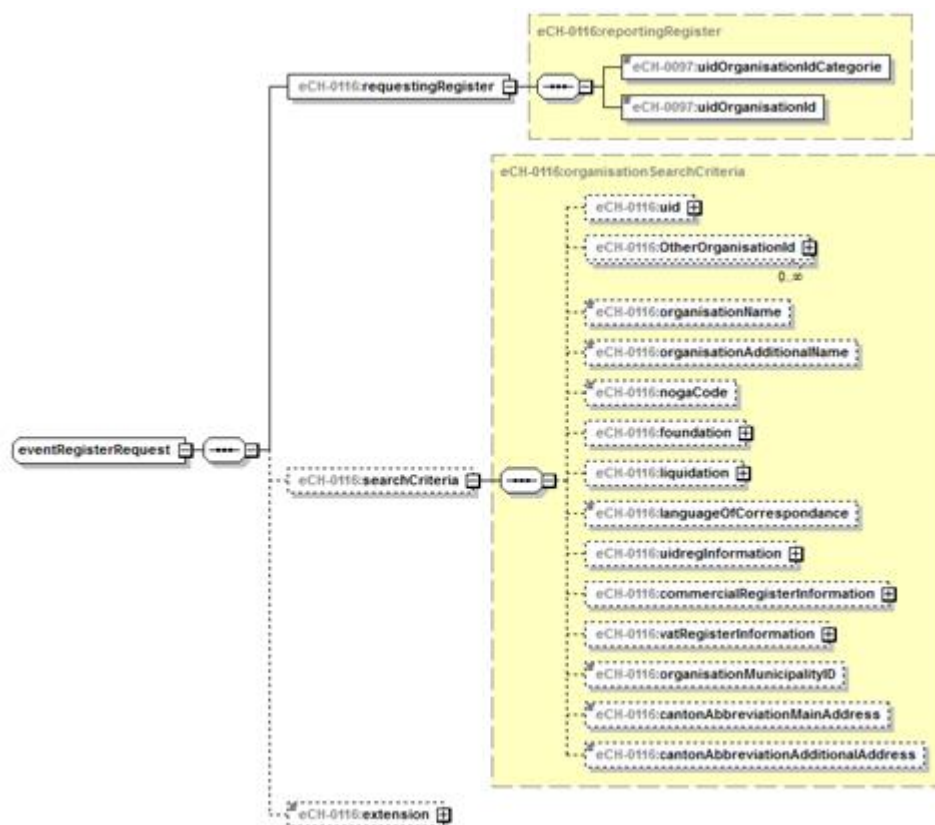 eCH-0116:reportingRegister
eCH-0116:requestingRegister
eCH-0097:uidOrganisationIdCategorie
eCH-0097:uidOrganisationId
eCH-0116:organisationSearchCriteria
eCH-0116:uid
eCH-0116:OtherOrganisationId
0..∞
eCH-0116:organisationName
eCH-0116:organisationAdditionalName
eCH-0116:nogaCode
eCH-0116:foundation
eventRegisterRequest
eCH-0116:searchCriteria
eCH-0116:liquidation
eCH-0116:languageOfCorrespondance
eCH-0116:uidregInformation
eCH-0116:commercialRegisterInformation
eCH-0116:vatRegisterInformation
eCH-0116:organisationMunicipalityID
eCH-0116:cantonAbbreviationMainAddress
eCH-0116:cantonAbbreviationAdditionalAddress
eCH-0116:extension